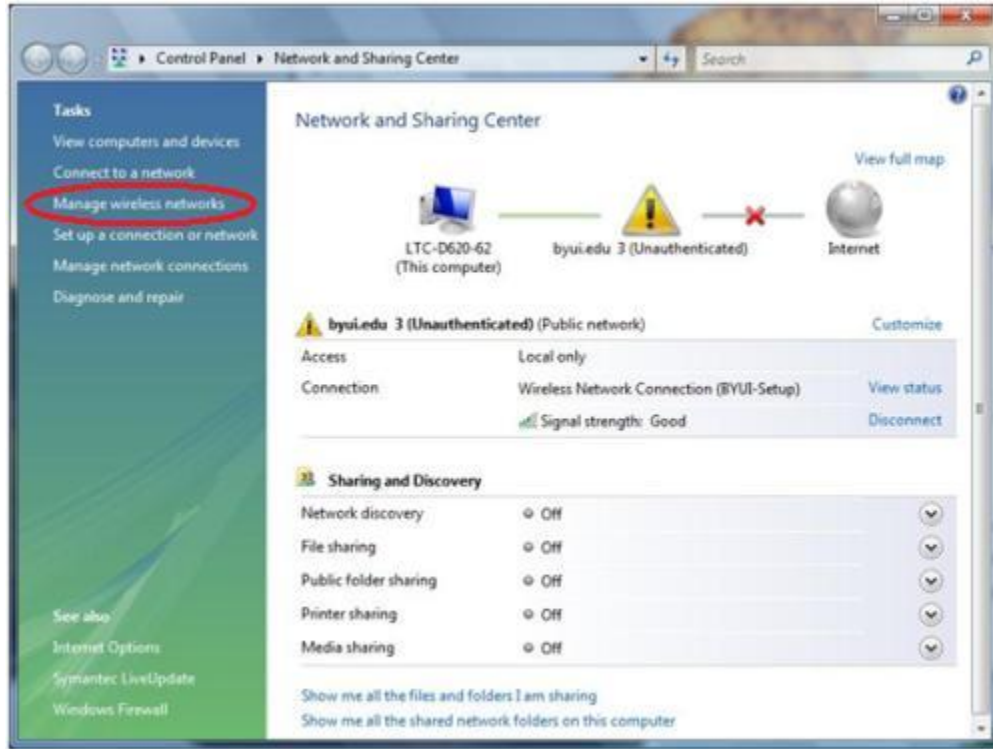 Control Panel Network and Sharing Center Search
Tasks
View computers and devices
Connect to a network
Manage wireless networks
Set up a connection or network
Manage network connections
Diagnose and repair
See also
Internet Options
Symantec LiveUpdate
Windows Firewall
Network and Sharing Center
View full map
LTC-D620-62
(This computer)
byui.edu 3 (Unauthenticated)
Internet
byui.edu 3 (Unauthenticated) (Public network) Customize
Access Local only
Connection Wireless Network Connection (BYUI-Setup) View status
Signal strength: Good Disconnect
Sharing and Discovery
Network discovery Off
File sharing Off
Public folder sharing Off
Printer sharing Off
Media sharing Off
Show me all the files and folders I am sharing
Show me all the shared network folders on this computer